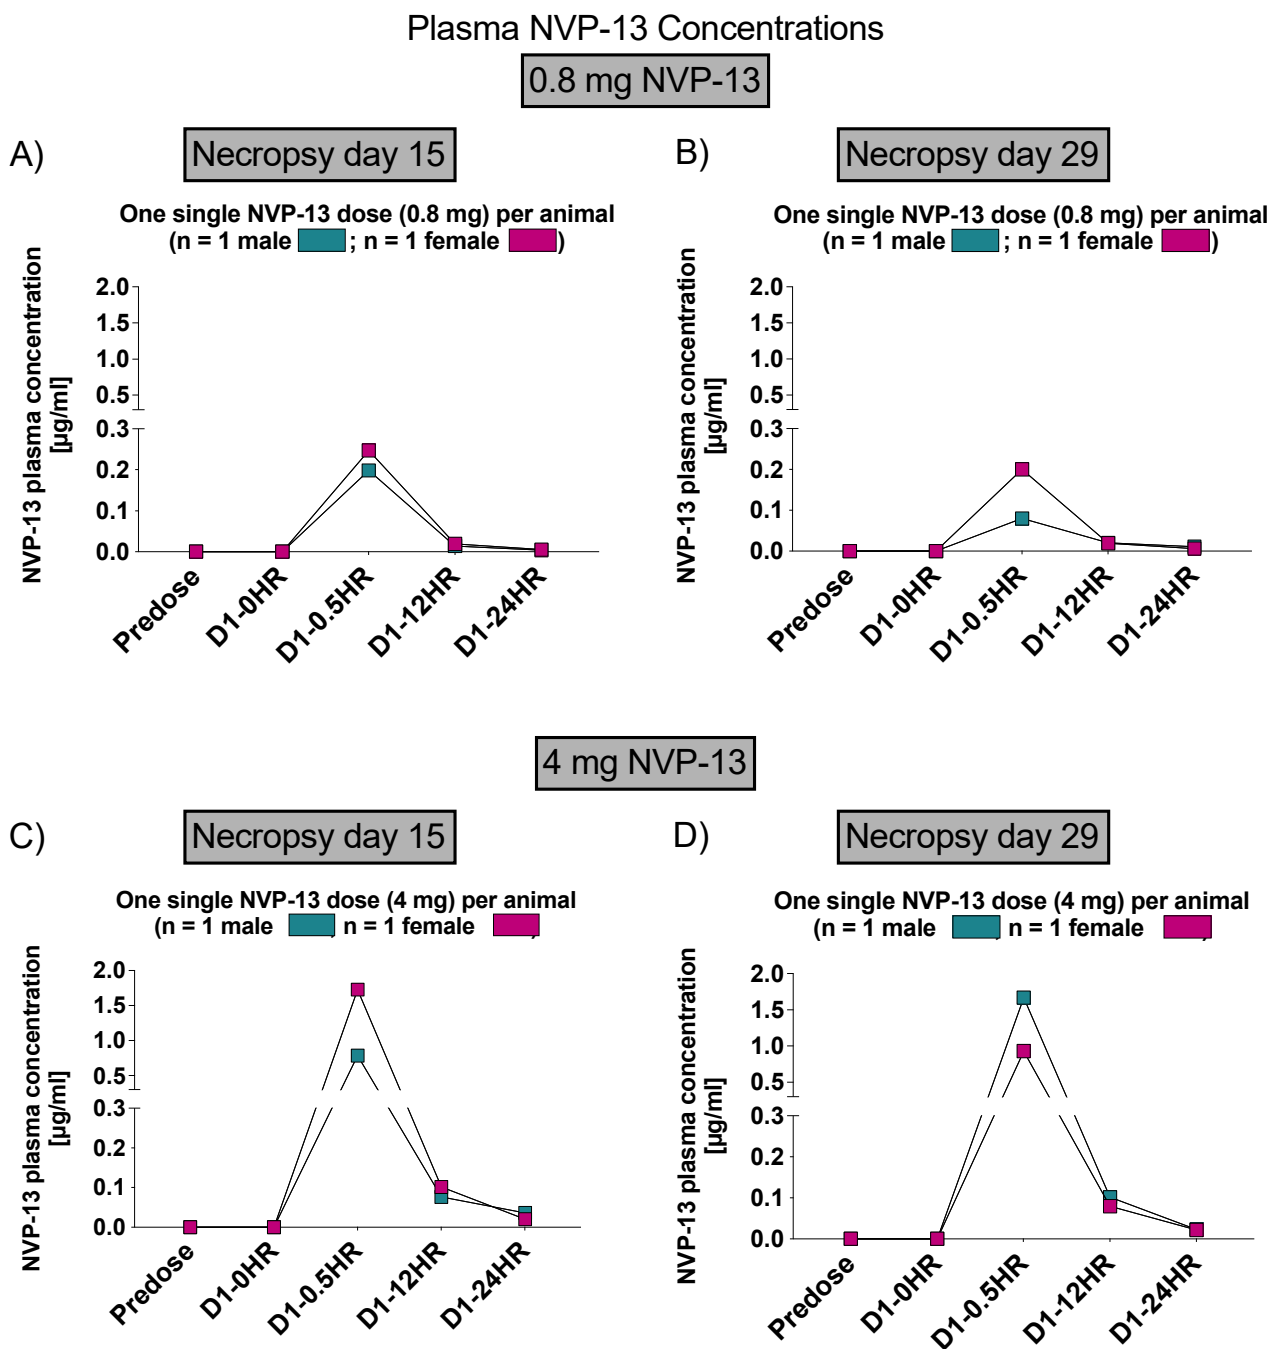 Plasma NVP-13 Concentrations
0.8 mg NVP-13
A)
Necropsy day 15
One single NVP-13 dose (0.8 mg) per animal
(n = 1 male ; n = 1 female )
NVP-13 plasma concentration
[µg/ml]
2.0
1.5
1.0
0.5
0.3
0.2
0.1
0.0
Predose
D1-0HR
D1-0.5HR
D1-12HR
D1-24HR
B)
Necropsy day 29
One single NVP-13 dose (0.8 mg) per animal
(n = 1 male ; n = 1 female )
NVP-13 plasma concentration
[µg/ml]
2.0
1.5
1.0
0.5
0.3
0.2
0.1
0.0
Predose
D1-0HR
D1-0.5HR
D1-12HR
D1-24HR
4 mg NVP-13
C)
Necropsy day 15
One single NVP-13 dose (4 mg) per animal
(n = 1 male n = 1 female )
NVP-13 plasma concentration
[µg/ml]
2.0
1.5
1.0
0.5
0.3
0.2
0.1
0.0
Predose
D1-0HR
D1-0.5HR
D1-12HR
D1-24HR
D)
Necropsy day 29
One single NVP-13 dose (4 mg) per animal
(n = 1 male n = 1 female
NVP-13 plasma concentration
[µg/ml]
2.0
1.5
1.0
0.5
0.3
0.2
0.1
0.0
Predose
D1-0HR
D1-0.5HR
D1-12HR
D1-24HR